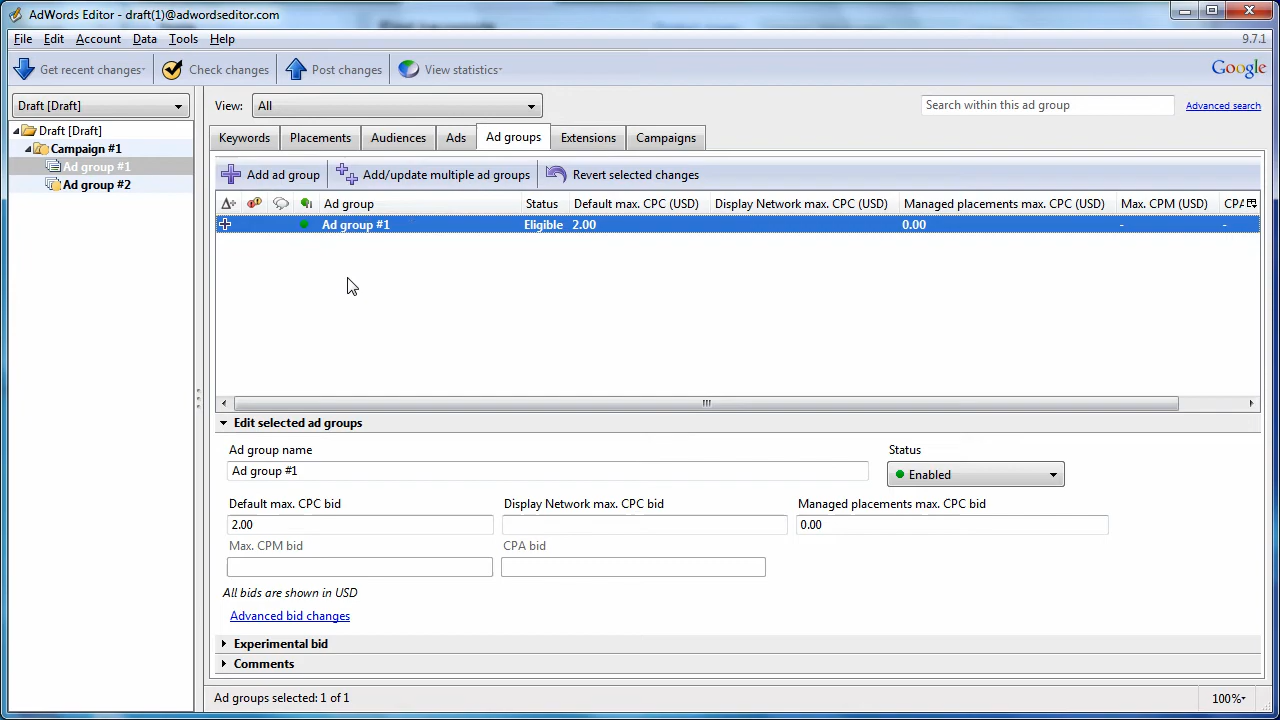 AdWords Editor - draft(1)@adwordseditor.com
File Edit Account Data Tools Help 9.7.1
Get recent changes Check changes Post changes View statistics Google
Draft [Draft] View: All Search within this ad group Advanced search
Draft [Draft]
Campaign #1
Ad group #1
Ad group #2
Keywords Placements Audiences Ads Ad groups Extensions Campaigns
Add ad group Add/update multiple ad groups Revert selected changes
Ad group Status Default max. CPC (USD) Display Network max. CPC (USD) Managed placements max. CPC (USD) Max. CPM (USD) CPA
Ad group #1 Eligible 2.00 0.00 - -
Edit selected ad groups
Ad group name Status
Ad group #1 Enabled
Default max. CPC bid Display Network max. CPC bid Managed placements max. CPC bid
2.00 0.00
Max. CPM bid CPA bid
All bids are shown in USD
Advanced bid changes
Experimental bid
Comments
Ad groups selected: 1 of 1 100%